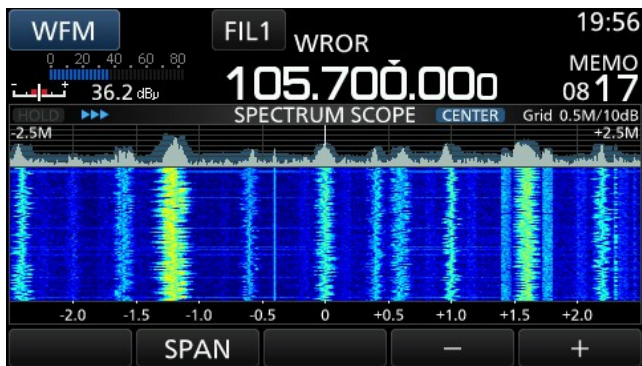 WFM FIL1 WROR 19:56
0 20 40 60 80
- + 36.2 dBµ 105.700.000 MEMO
08 17
HOLD SPECTRUM SCOPE CENTER Grid 0.5M/10dB
-2.5M +2.5M
-2.0 -1.5 -1.0 -0.5 0 +0.5 +1.0 +1.5 +2.0
SPAN − +